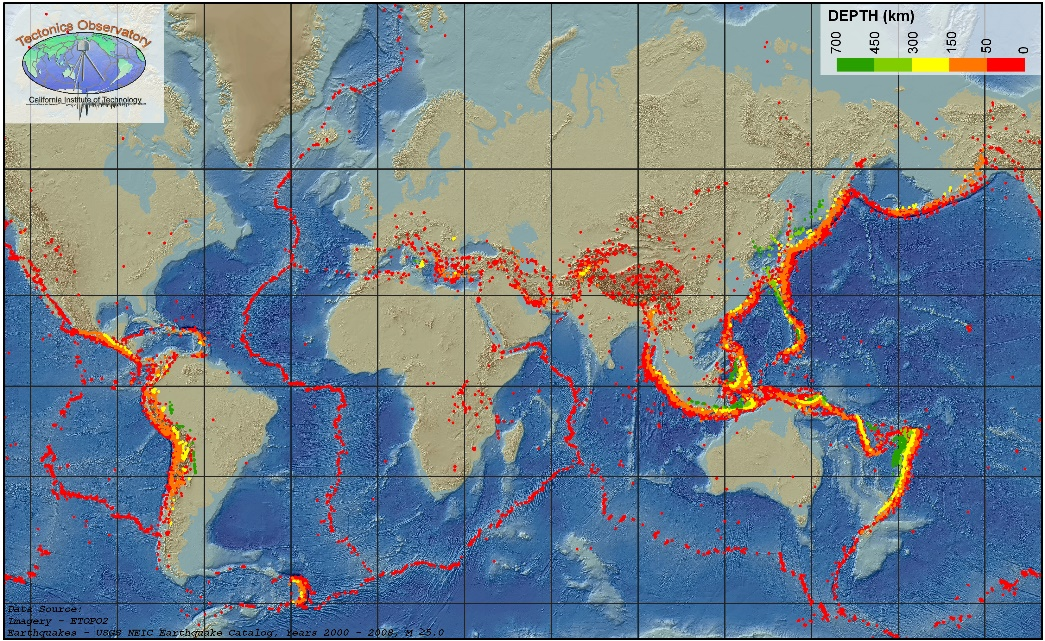 Tectonics Observatory
California Institute of Technology
DEPTH (km)
700 450 300 150 50 0
Data Source:
Imagery - ETOPO2
Earthquakes - USGS NEIC Earthquake Catalog, Years 2000 - 2008, M ≥5.0